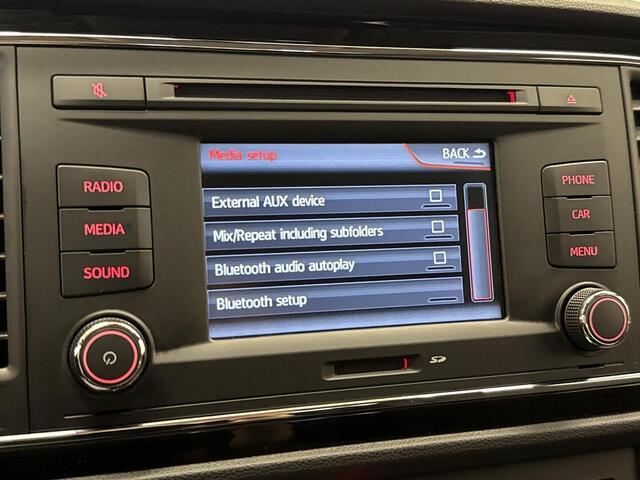 Media setup
BACK
RADIO
PHONE
External AUX device
MEDIA
CAR
Mix/Repeat including subfolders
SOUND
Bluetooth audio autoplay
MENU
Bluetooth setup
SD